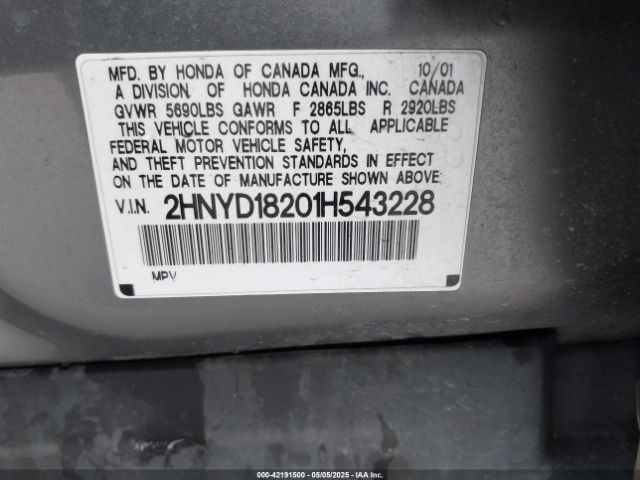 MFD. BY HONDA OF CANADA MFG., 10/01
A DIVISION OF HONDA CANADA INC. CANADA
GVWR 5690LBS GAWR F 2865LBS R 2920LBS
THIS VEHICLE CONFORMS TO ALL APPLICABLE
FEDERAL MOTOR VEHICLE SAFETY,
AND THEFT PREVENTION STANDARDS IN EFFECT
ON THE DATE OF MANUFACTURE SHOWN ABOVE.
V.I.N. 2HNYD18201H543228
MPV
000-42191500 - 05/05/2025 - IAAI.COM